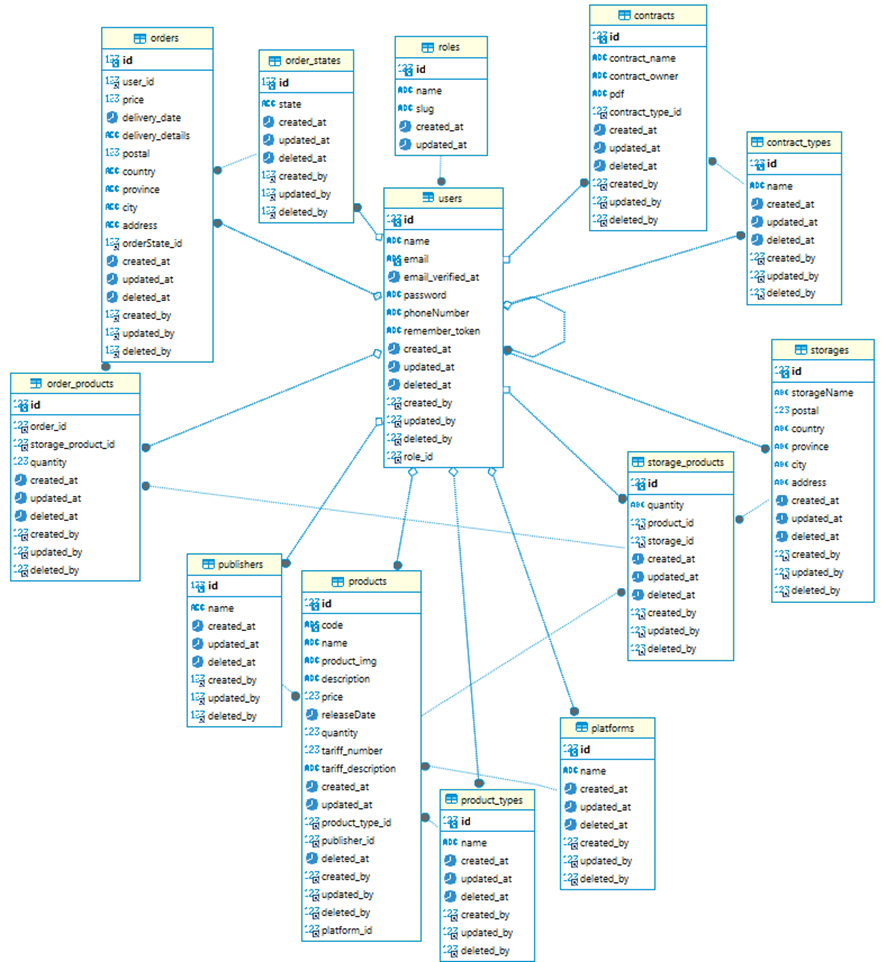 orders
id
user_id
price
delivery_date
delivery_details
postal
country
province
city
address
orderState_id
created_at
updated_at
deleted_at
created_by
updated_by
deleted_by
order_states
id
state
created_at
updated_at
deleted_at
created_by
updated_by
deleted_by
roles
id
name
slug
created_at
updated_at
contracts
id
contract_name
contract_owner
pdf
contract_type_id
created_at
updated_at
deleted_at
created_by
updated_by
deleted_by
contract_types
id
name
created_at
updated_at
deleted_at
created_by
updated_by
deleted_by
users
id
name
email
email_verified_at
password
phoneNumber
remember_token
created_at
updated_at
deleted_at
created_by
updated_by
deleted_by
role_id
storages
id
storageName
postal
country
province
city
address
created_at
updated_at
deleted_at
created_by
updated_by
deleted_by
order_products
id
order_id
storage_product_id
quantity
created_at
updated_at
deleted_at
created_by
updated_by
deleted_by
storage_products
id
quantity
product_id
storage_id
created_at
updated_at
deleted_at
created_by
updated_by
deleted_by
publishers
id
name
created_at
updated_at
deleted_at
created_by
updated_by
deleted_by
products
id
code
name
product_img
description
price
releaseDate
quantity
tariff_number
tariff_description
created_at
updated_at
product_type_id
publisher_id
deleted_at
created_by
updated_by
deleted_by
platform_id
platforms
id
name
created_at
updated_at
deleted_at
created_by
updated_by
deleted_by
product_types
id
name
created_at
updated_at
deleted_at
created_by
updated_by
deleted_by